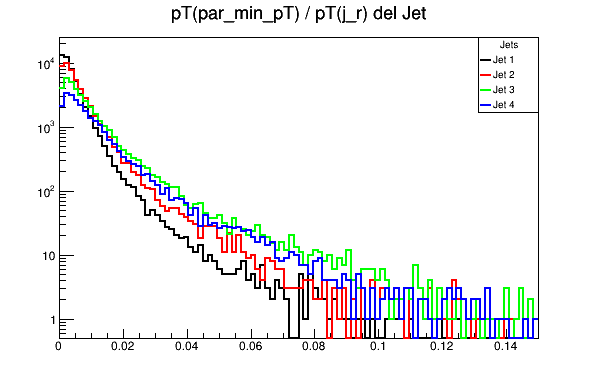 pT(par_min_pT) / pT(j_r) del Jet
Jets
Jet 1
Jet 2
Jet 3
Jet 4
10⁴
10³
10²
10
1
0 0.02 0.04 0.06 0.08 0.1 0.12 0.14